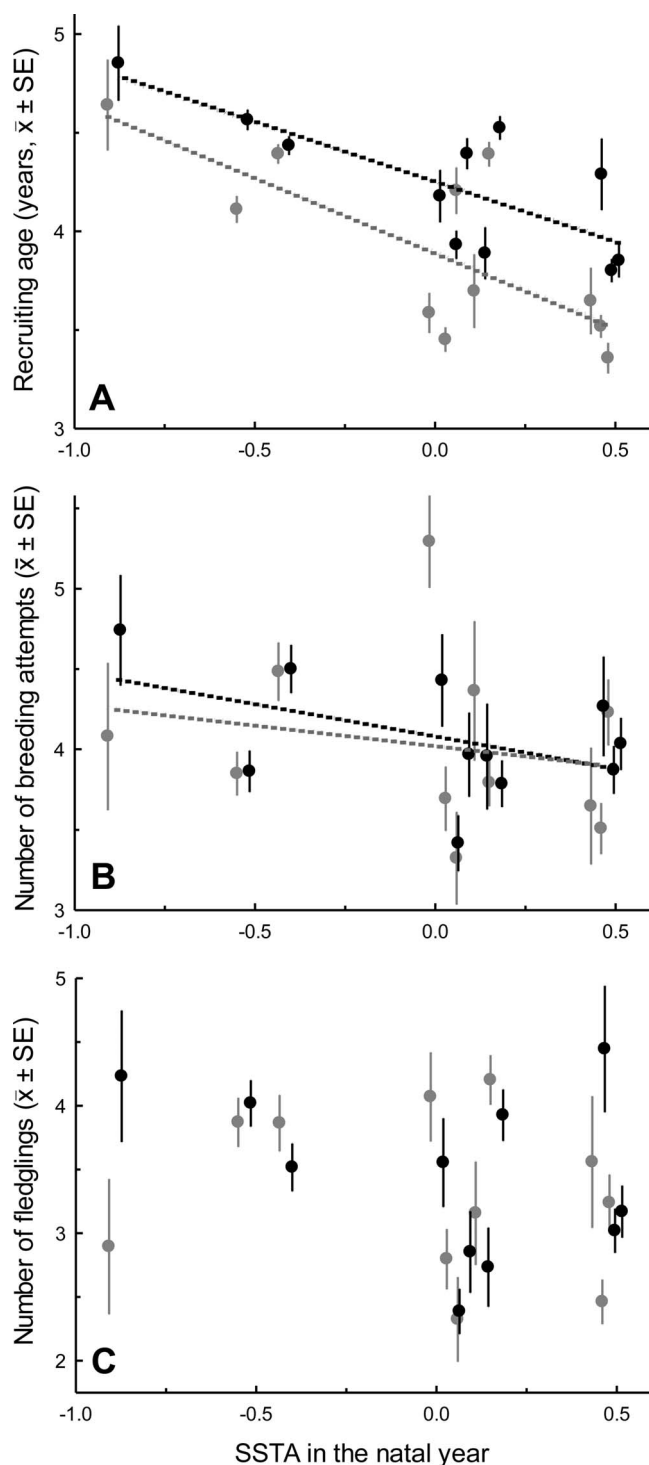 Recruiting age (years, x̄ ± SE)
5
4
3
A
-1.0 -0.5 0.0 0.5
Number of breeding attempts (x̄ ± SE)
5
4
3
B
-1.0 -0.5 0.0 0.5
Number of fledglings (x̄ ± SE)
5
4
3
2
C
-1.0 -0.5 0.0 0.5
SSTA in the natal year